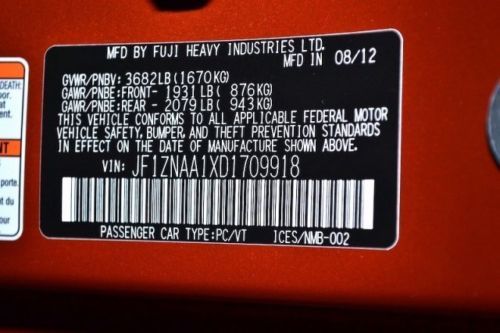 MFD BY FUJI HEAVY INDUSTRIES LTD.
MFD IN 08/12
GVWR/PNBV: 3682LB(1670KG)
GAWR/PNBE:FRONT- 1931LB( 876KG)
GAWR/PNBE:REAR - 2079LB( 943KG)
THIS VEHICLE CONFORMS TO ALL APPLICABLE FEDERAL MOTOR
VEHICLE SAFETY, BUMPER, AND THEFT PREVENTION STANDARDS
IN EFFECT ON THE DATE OF MANUFACTURE SHOWN ABOVE.
VIN: JF1ZNAA1XD1709918
PASSENGER CAR TYPE:PC/VT ICES/NMB-002
DEATH: